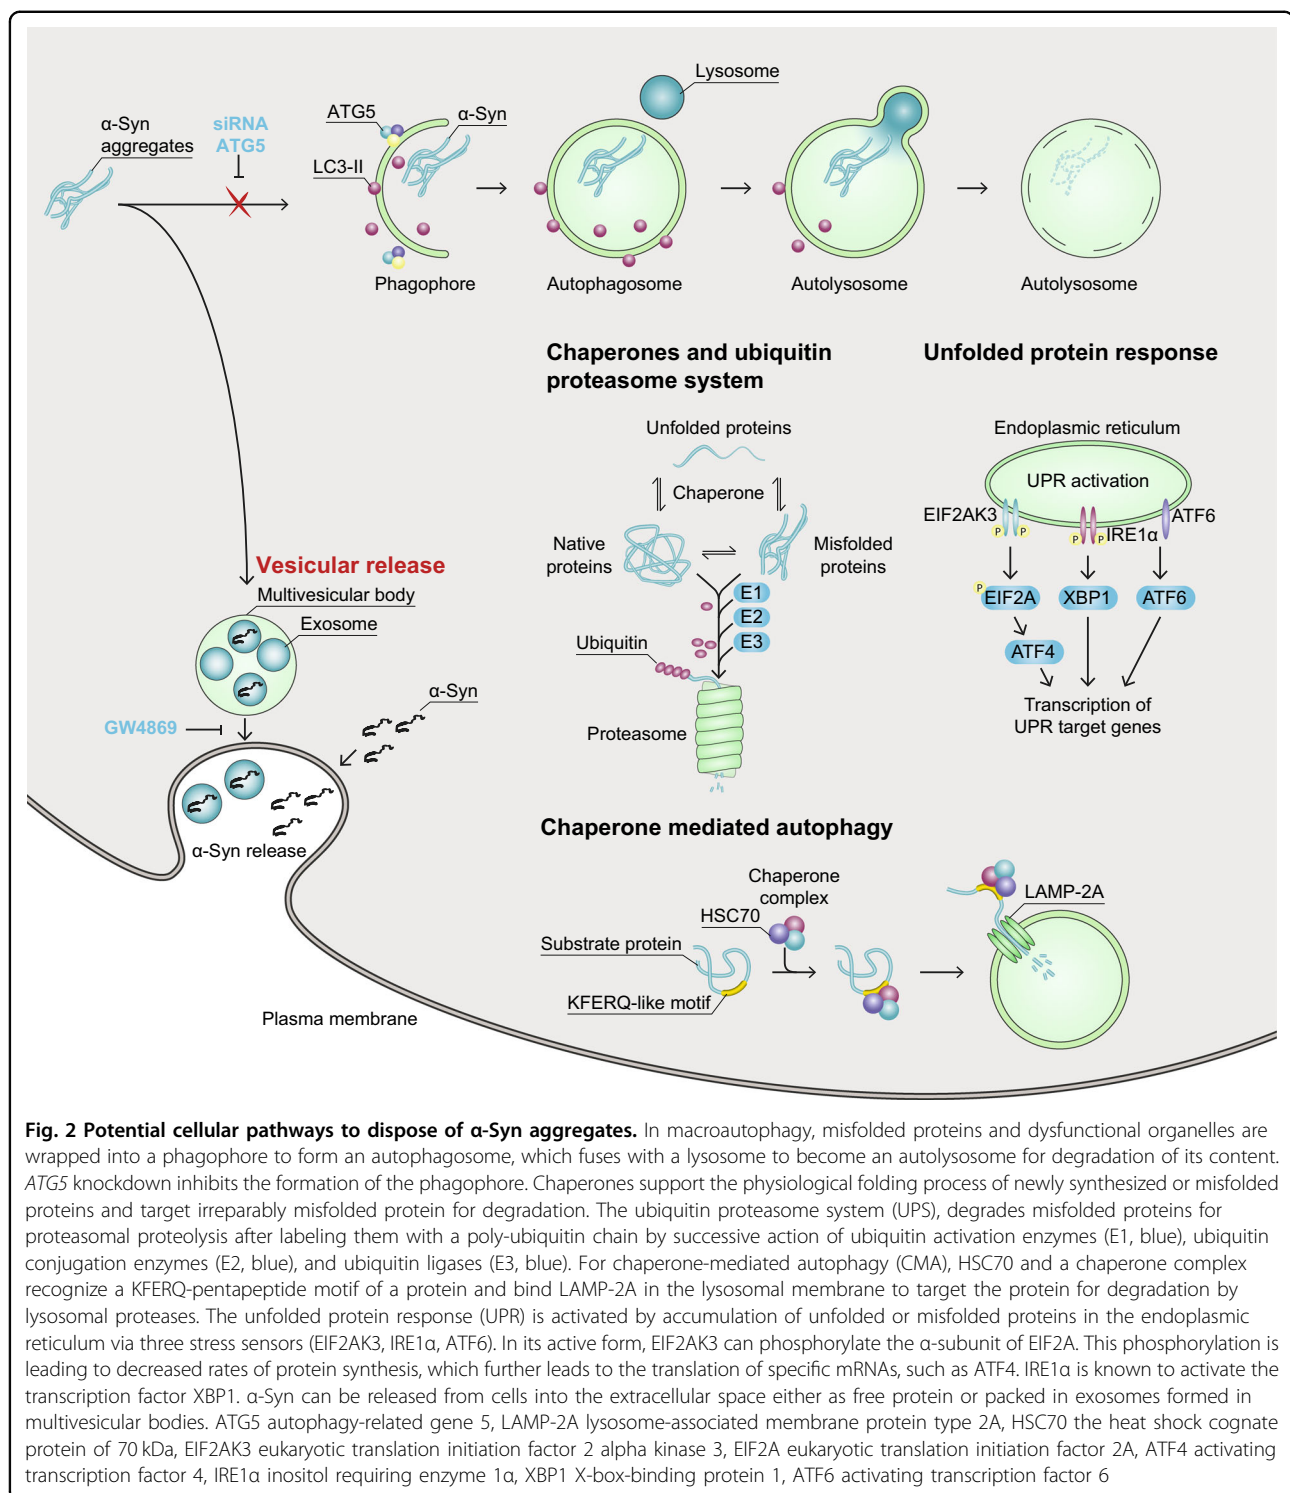 Lysosome
α-Syn
aggregates
siRNA
ATG5
ATG5
α-Syn
LC3-II
Phagophore
Autophagosome
Autolysosome
Autolysosome
Chaperones and ubiquitin
proteasome system
Unfolded proteins
Chaperone
Native
proteins
Misfolded
proteins
E1
E2
E3
Ubiquitin
Proteasome
Unfolded protein response
Endoplasmic reticulum
UPR activation
EIF2AK3
IRE1α
ATF6
P
P
P
P
P
EIF2A
XBP1
ATF6
ATF4
Transcription of
UPR target genes
Vesicular release
Multivesicular body
Exosome
α-Syn
GW4869
α-Syn release
Plasma membrane
Chaperone mediated autophagy
Chaperone
complex
HSC70
Substrate protein
KFERQ-like motif
LAMP-2A
Fig. 2 Potential cellular pathways to dispose of α-Syn aggregates. In macroautophagy, misfolded proteins and dysfunctional organelles are
wrapped into a phagophore to form an autophagosome, which fuses with a lysosome to become an autolysosome for degradation of its content.
ATG5 knockdown inhibits the formation of the phagophore. Chaperones support the physiological folding process of newly synthesized or misfolded
proteins and target irreparably misfolded protein for degradation. The ubiquitin proteasome system (UPS), degrades misfolded proteins for
proteasomal proteolysis after labeling them with a poly-ubiquitin chain by successive action of ubiquitin activation enzymes (E1, blue), ubiquitin
conjugation enzymes (E2, blue), and ubiquitin ligases (E3, blue). For chaperone-mediated autophagy (CMA), HSC70 and a chaperone complex
recognize a KFERQ-pentapeptide motif of a protein and bind LAMP-2A in the lysosomal membrane to target the protein for degradation by
lysosomal proteases. The unfolded protein response (UPR) is activated by accumulation of unfolded or misfolded proteins in the endoplasmic
reticulum via three stress sensors (EIF2AK3, IRE1α, ATF6). In its active form, EIF2AK3 can phosphorylate the α-subunit of EIF2A. This phosphorylation is
leading to decreased rates of protein synthesis, which further leads to the translation of specific mRNAs, such as ATF4. IRE1α is known to activate the
transcription factor XBP1. α-Syn can be released from cells into the extracellular space either as free protein or packed in exosomes formed in
multivesicular bodies. ATG5 autophagy-related gene 5, LAMP-2A lysosome-associated membrane protein type 2A, HSC70 the heat shock cognate
protein of 70 kDa, EIF2AK3 eukaryotic translation initiation factor 2 alpha kinase 3, EIF2A eukaryotic translation initiation factor 2A, ATF4 activating
transcription factor 4, IRE1α inositol requiring enzyme 1α, XBP1 X-box-binding protein 1, ATF6 activating transcription factor 6